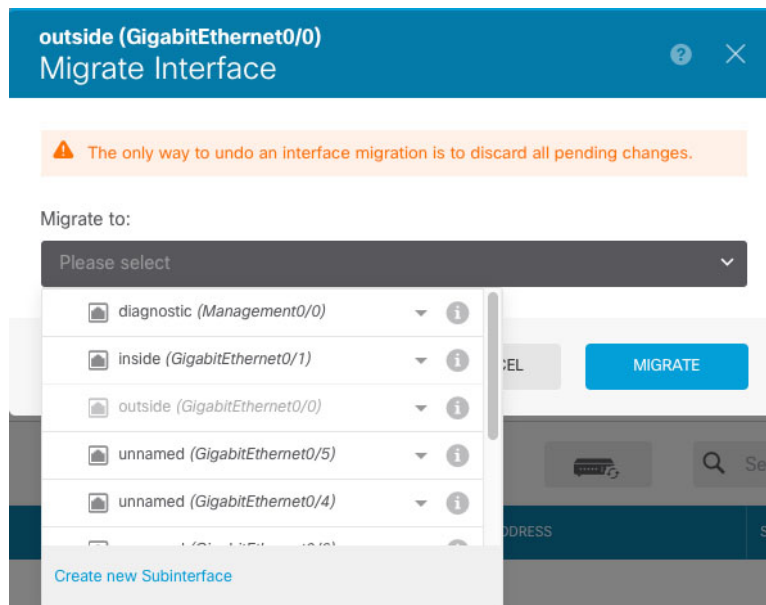 outside (GigabitEthernet0/0)
Migrate Interface
The only way to undo an interface migration is to discard all pending changes.
Migrate to:
Please select
diagnostic (Management0/0)
inside (GigabitEthernet0/1)
outside (GigabitEthernet0/0)
unnamed (GigabitEthernet0/5)
unnamed (GigabitEthernet0/4)
Create new Subinterface
MIGRATE